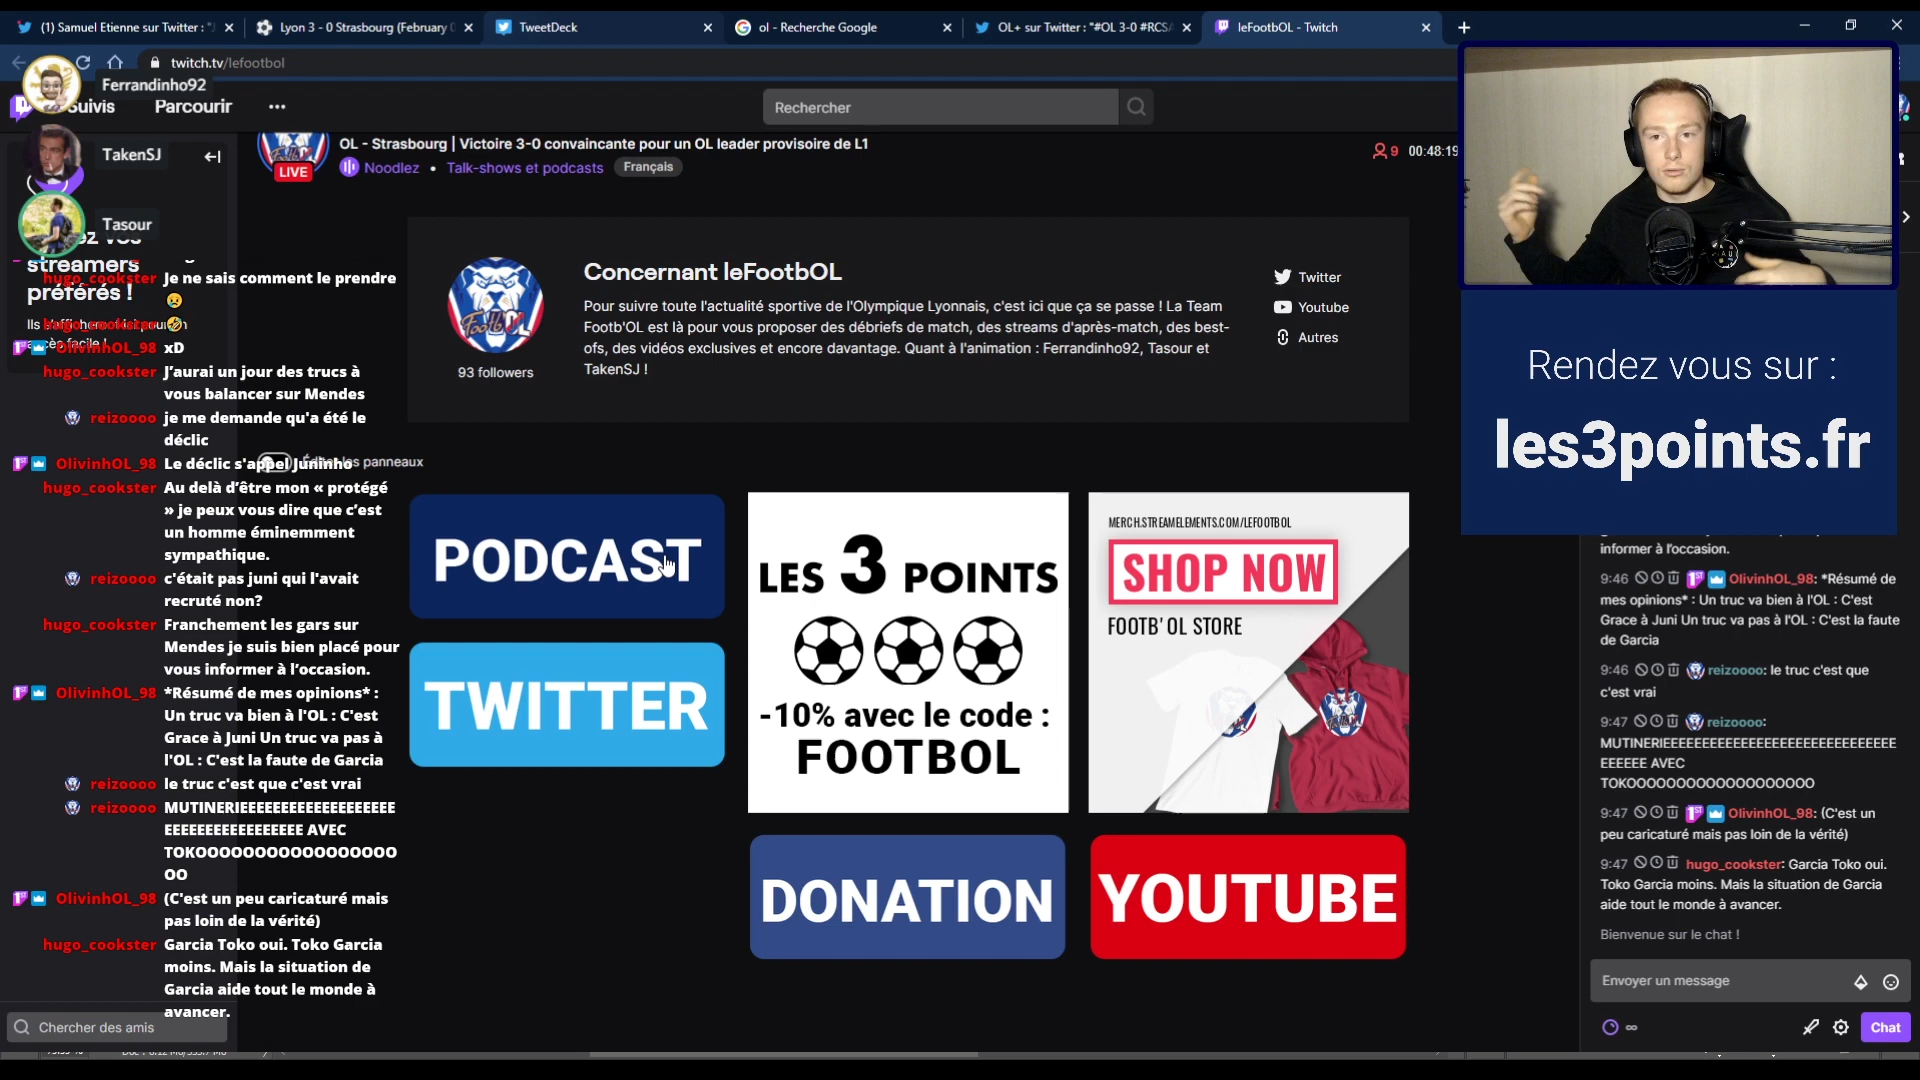 (1) Samuel Etienne sur Twitter : "
Lyon 3 - 0 Strasbourg (February
TweetDeck
ol - Recherche Google
OL+ sur Twitter : "#OL 3-0 #RCSA
leFootbOL - Twitch
twitch.tv/lefootbol
Ferrandinho92
Suivis
Parcourir
Rechercher
TakenSJ
Tasour
OL - Strasbourg | Victoire 3-0 convaincante pour un OL leader provisoire de L1
Noodlez • Talk-shows et podcasts Français
LIVE
9 00:48:19
streamers
préférés !
hugo_cookster Je ne sais comment le prendre
hugo_cookster
OlivinhOL_98 xD
hugo_cookster J'aurai un jour des trucs à
vous balancer sur Mendes
reizoooo je me demande qu'a été le
déclic
OlivinhOL_98 Le déclic s'appel Juninho
hugo_cookster Au delà d'être mon « protégé
» je peux vous dire que c'est
un homme éminemment
sympathique.
reizoooo c'était pas juni qui l'avait
recruté non?
hugo_cookster Franchement les gars sur
Mendes je suis bien placé pour
vous informer à l'occasion.
OlivinhOL_98 *Résumé de mes opinions* :
Un truc va bien à l'OL : C'est
Grace à Juni Un truc va pas à
l'OL : C'est la faute de Garcia
reizoooo le truc c'est que c'est vrai
reizoooo MUTINERIEEEEEEEEEEEEEEEEEEE
EEEEEEEEEEEEEEEEE AVEC
TOKOOOOOOOOOOOOOOOOO
OO
OlivinhOL_98 (C'est un peu caricaturé mais
pas loin de la vérité)
hugo_cookster Garcia Toko oui. Toko Garcia
moins. Mais la situation de
Garcia aide tout le monde à
avancer.
Chercher des amis
Concernant leFootbOL
Pour suivre toute l'actualité sportive de l'Olympique Lyonnais, c'est ici que ça se passe ! La Team
Footb'OL est là pour vous proposer des débriefs de match, des streams d'après-match, des best-
ofs, des vidéos exclusives et encore davantage. Quant à l'animation : Ferrandinho92, Tasour et
TakenSJ !
93 followers
Twitter
Youtube
Autres
les panneaux
PODCAST
TWITTER
LES 3 POINTS
-10% avec le code :
FOOTBOL
MERCH.STREAMELEMENTS.COM/LEFOOTBOL
SHOP NOW
FOOTB'OL STORE
DONATION
YOUTUBE
Rendez vous sur :
les3points.fr
informer à l'occasion.
9:46 OlivinhOL_98: *Résumé de
mes opinions* : Un truc va bien à l'OL : C'est
Grace à Juni Un truc va pas à l'OL : C'est la faute
de Garcia
9:46 reizoooo: le truc c'est que
c'est vrai
9:47 reizoooo:
MUTINERIEEEEEEEEEEEEEEEEEEEEEEEEEEEEEE
EEEEEE AVEC
TOKOOOOOOOOOOOOOOOOOOO
9:47 OlivinhOL_98: (C'est un
peu caricaturé mais pas loin de la vérité)
9:47 hugo_cookster: Garcia Toko oui.
Toko Garcia moins. Mais la situation de Garcia
aide tout le monde à avancer.
Bienvenue sur le chat !
Envoyer un message
Chat